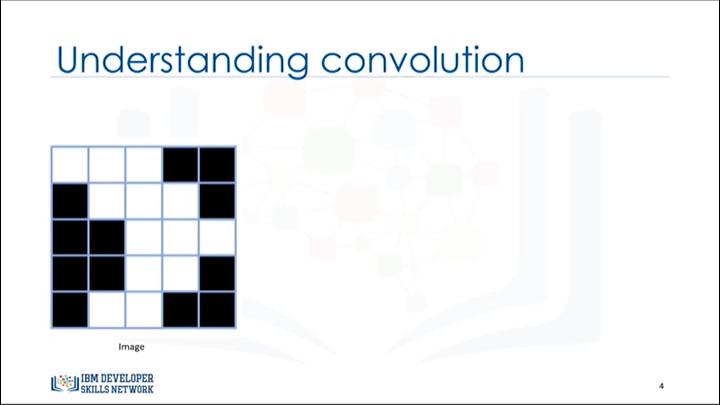 Understanding convolution
Image
IBM DEVELOPER
SKILLS NETWORK
4